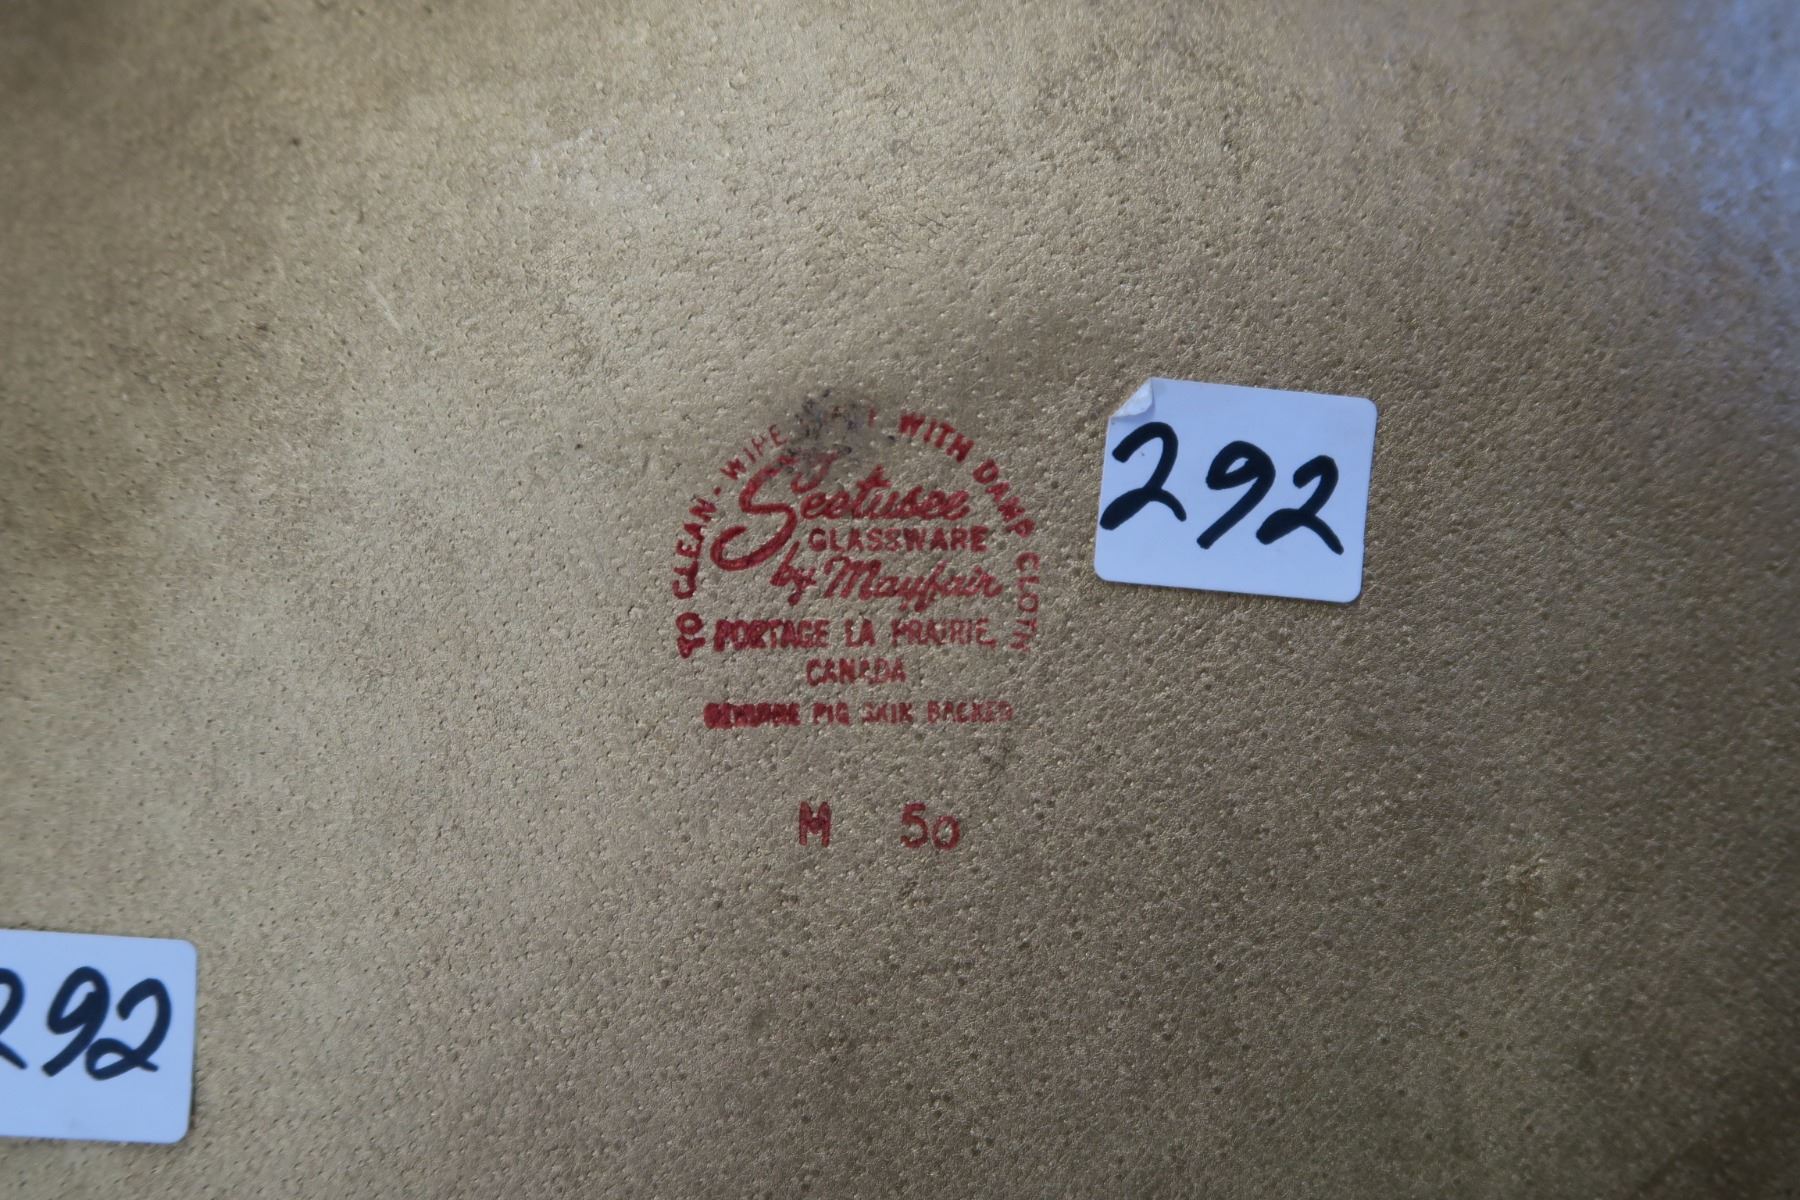 TO CLEAN - WIPE WITH DAMP CLOTH
Seetusee
GLASSWARE
by Mayfair
PORTAGE LA PRAIRIE,
CANADA
GENUINE PIG SKIN BACKED
M 50
292
292